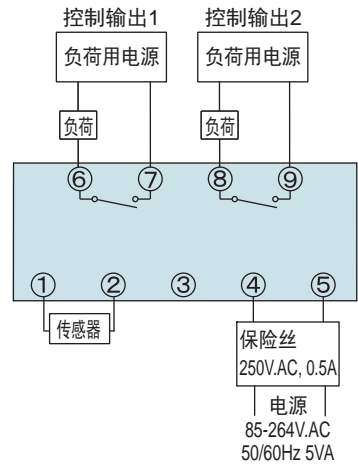 控制输出1 控制输出2
负荷用电源 负荷用电源
负荷 负荷
⑥ ⑦ ⑧ ⑨
① ② ③ ④ ⑤
传感器
保险丝
250V.AC, 0.5A
电源
85-264V.AC
50/60Hz 5VA